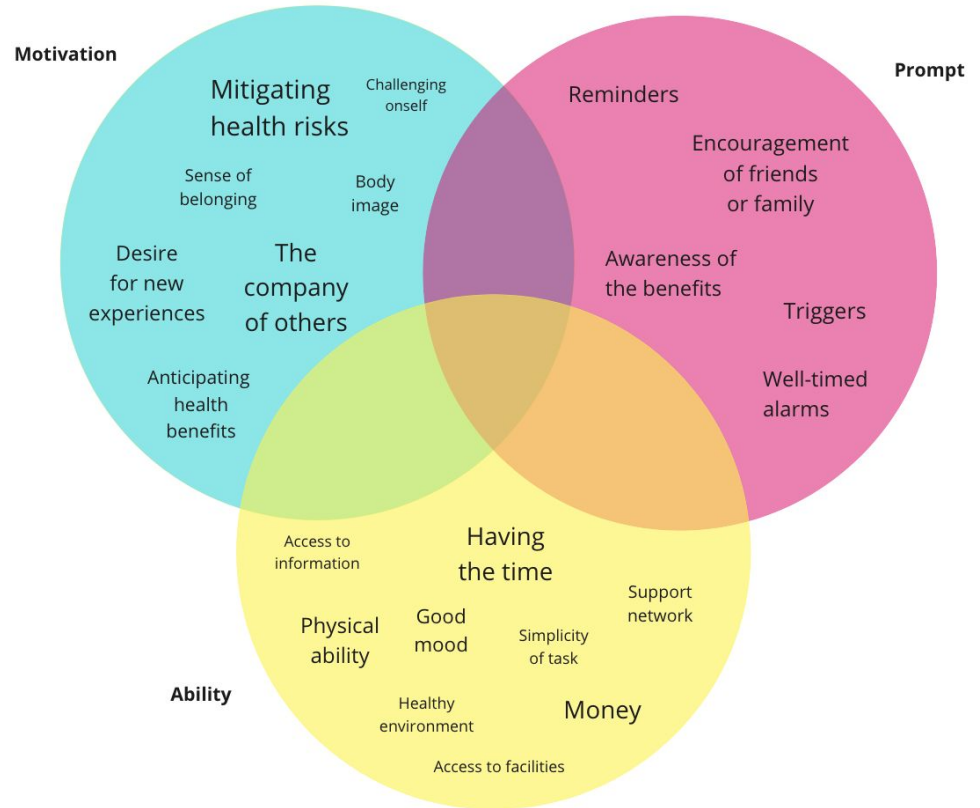 Motivation
Mitigating
health risks
Challenging
onself
Sense of
belonging
Body
image
Desire
for new
experiences
The
company
of others
Anticipating
health
benefits
Prompt
Reminders
Encouragement
of friends
or family
Awareness of
the benefits
Triggers
Well-timed
alarms
Ability
Access to
information
Having
the time
Support
network
Physical
ability
Good
mood
Simplicity
of task
Healthy
environment
Money
Access to facilities